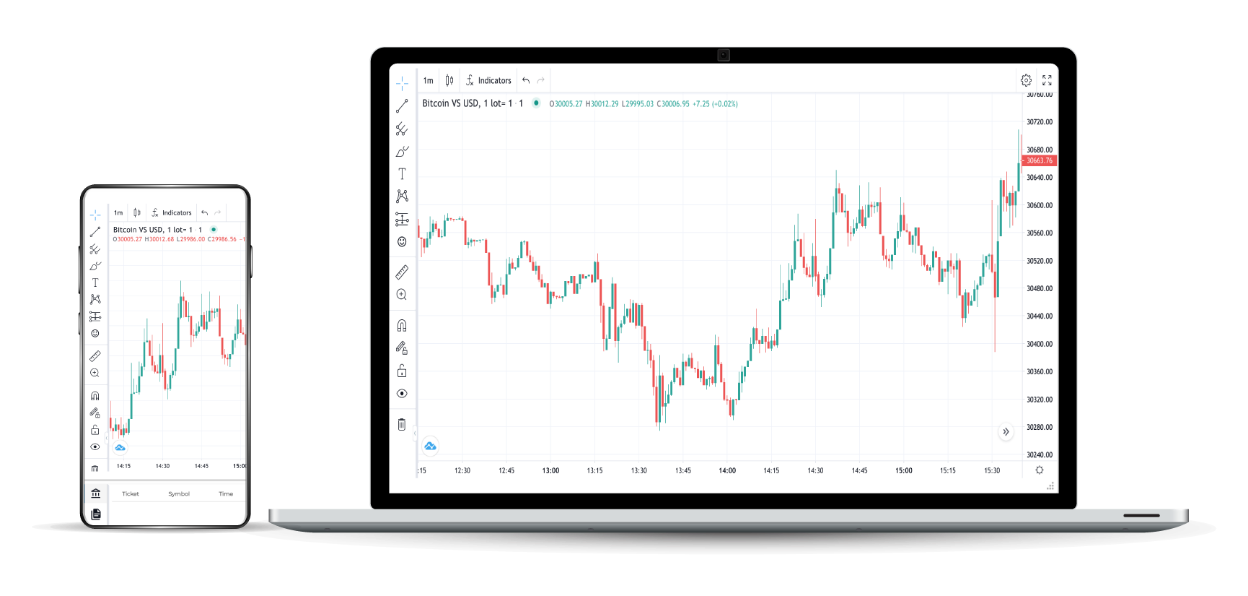 1m Indicators
Bitcoin VS USD, 1 lot= 1 · 1
O30005.27 H30012.68 L29986.00 C29986.56 −1
T
14:15 14:30 14:45 15:00
Ticket Symbol Time
1m Indicators
Bitcoin VS USD, 1 lot= 1 · 1 O30005.27 H30012.29 L29995.03 C30006.95 +7.25 (+0.02%)
T
30760.00
30720.00
30680.00
30663.76
30640.00
30600.00
30560.00
30520.00
30480.00
30440.00
30400.00
30360.00
30320.00
30280.00
30240.00
:15 12:30 12:45 13:00 13:15 13:30 13:45 14:00 14:15 14:30 14:45 15:00 15:15 15:30